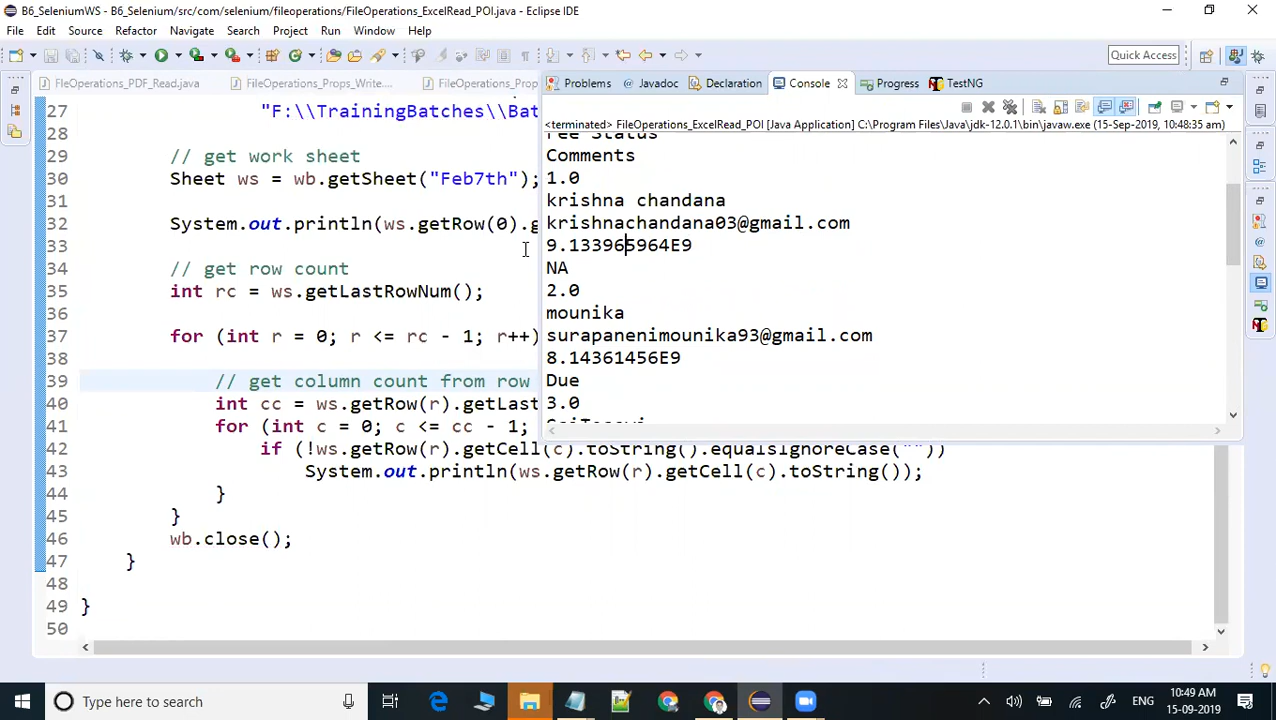 B6_SeleniumWS - B6_Selenium/src/com/selenium/fileoperations/FileOperations_ExcelRead_POI.java - Eclipse IDE
File Edit Source Refactor Navigate Search Project Run Window Help
Quick Access
FleOperations_PDF_Read.java FileOperations_Props_Write.... FileOperations_Prop
Problems @ Javadoc Declaration Console Progress TestNG
<terminated> FileOperations_ExcelRead_POI [Java Application] C:\Program Files\Java\jdk-12.0.1\bin\javaw.exe (15-Sep-2019, 10:48:35 am)
Fee Status
Comments
1.0
krishna chandana
krishnachandana03@gmail.com
9.133965964E9
NA
2.0
mounika
surapanenimounika93@gmail.com
8.14361456E9
Due
3.0
27 "F:\\TrainingBatches\\Bat
28
29 // get work sheet
30 Sheet ws = wb.getSheet("Feb7th");
31
32 System.out.println(ws.getRow(0).g
33
34 // get row count
35 int rc = ws.getLastRowNum();
36
37 for (int r = 0; r <= rc - 1; r++)
38
39 // get column count from row
40 int cc = ws.getRow(r).getLast
41 for (int c = 0; c <= cc - 1;
42 if (!ws.getRow(r).getCell(c).toString().equalsIgnoreCase(""))
43 System.out.println(ws.getRow(r).getCell(c).toString());
44 }
45 }
46 wb.close();
47 }
48
49 }
50
Type here to search
ENG
10:49 AM
15-09-2019